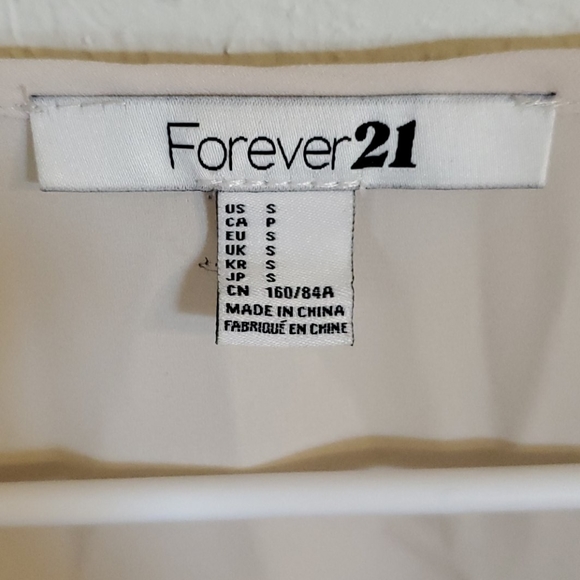 Forever21
US S
CA P
EU S
UK S
KR S
JP S
CN 160/84A
MADE IN CHINA
FABRIQUÉ EN CHINE